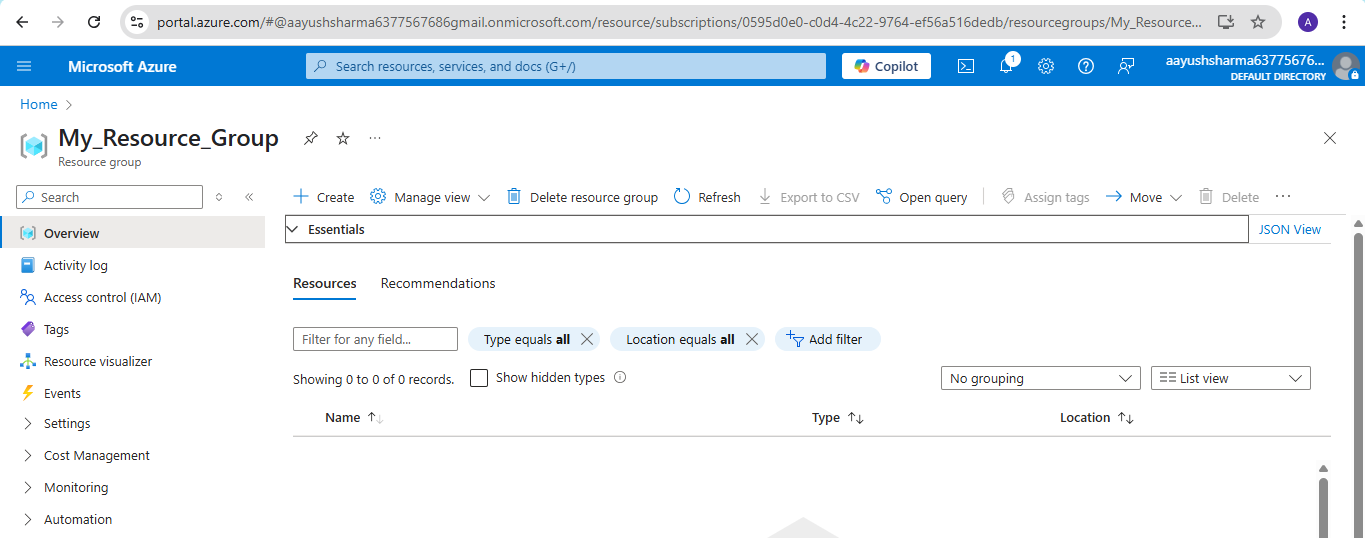 portal.azure.com/#@aayushsharma6377567686gmail.onmicrosoft.com/resource/subscriptions/0595d0e0-c0d4-4c22-9764-ef56a516dedb/resourcegroups/My_Resource...
A
Microsoft Azure
Search resources, services, and docs (G+/)
Copilot
1
aayushsharma63775676...
DEFAULT DIRECTORY
Home
My_Resource_Group
...
Resource group
Search
Create
Manage view
Delete resource group
Refresh
Export to CSV
Open query
Assign tags
Move
Delete
...
Overview
Essentials
JSON View
Activity log
Access control (IAM)
Tags
Resource visualizer
Events
Settings
Cost Management
Monitoring
Automation
Resources
Recommendations
Filter for any field...
Type equals all
Location equals all
Add filter
Showing 0 to 0 of 0 records.
Show hidden types
No grouping
List view
Name
Type
Location